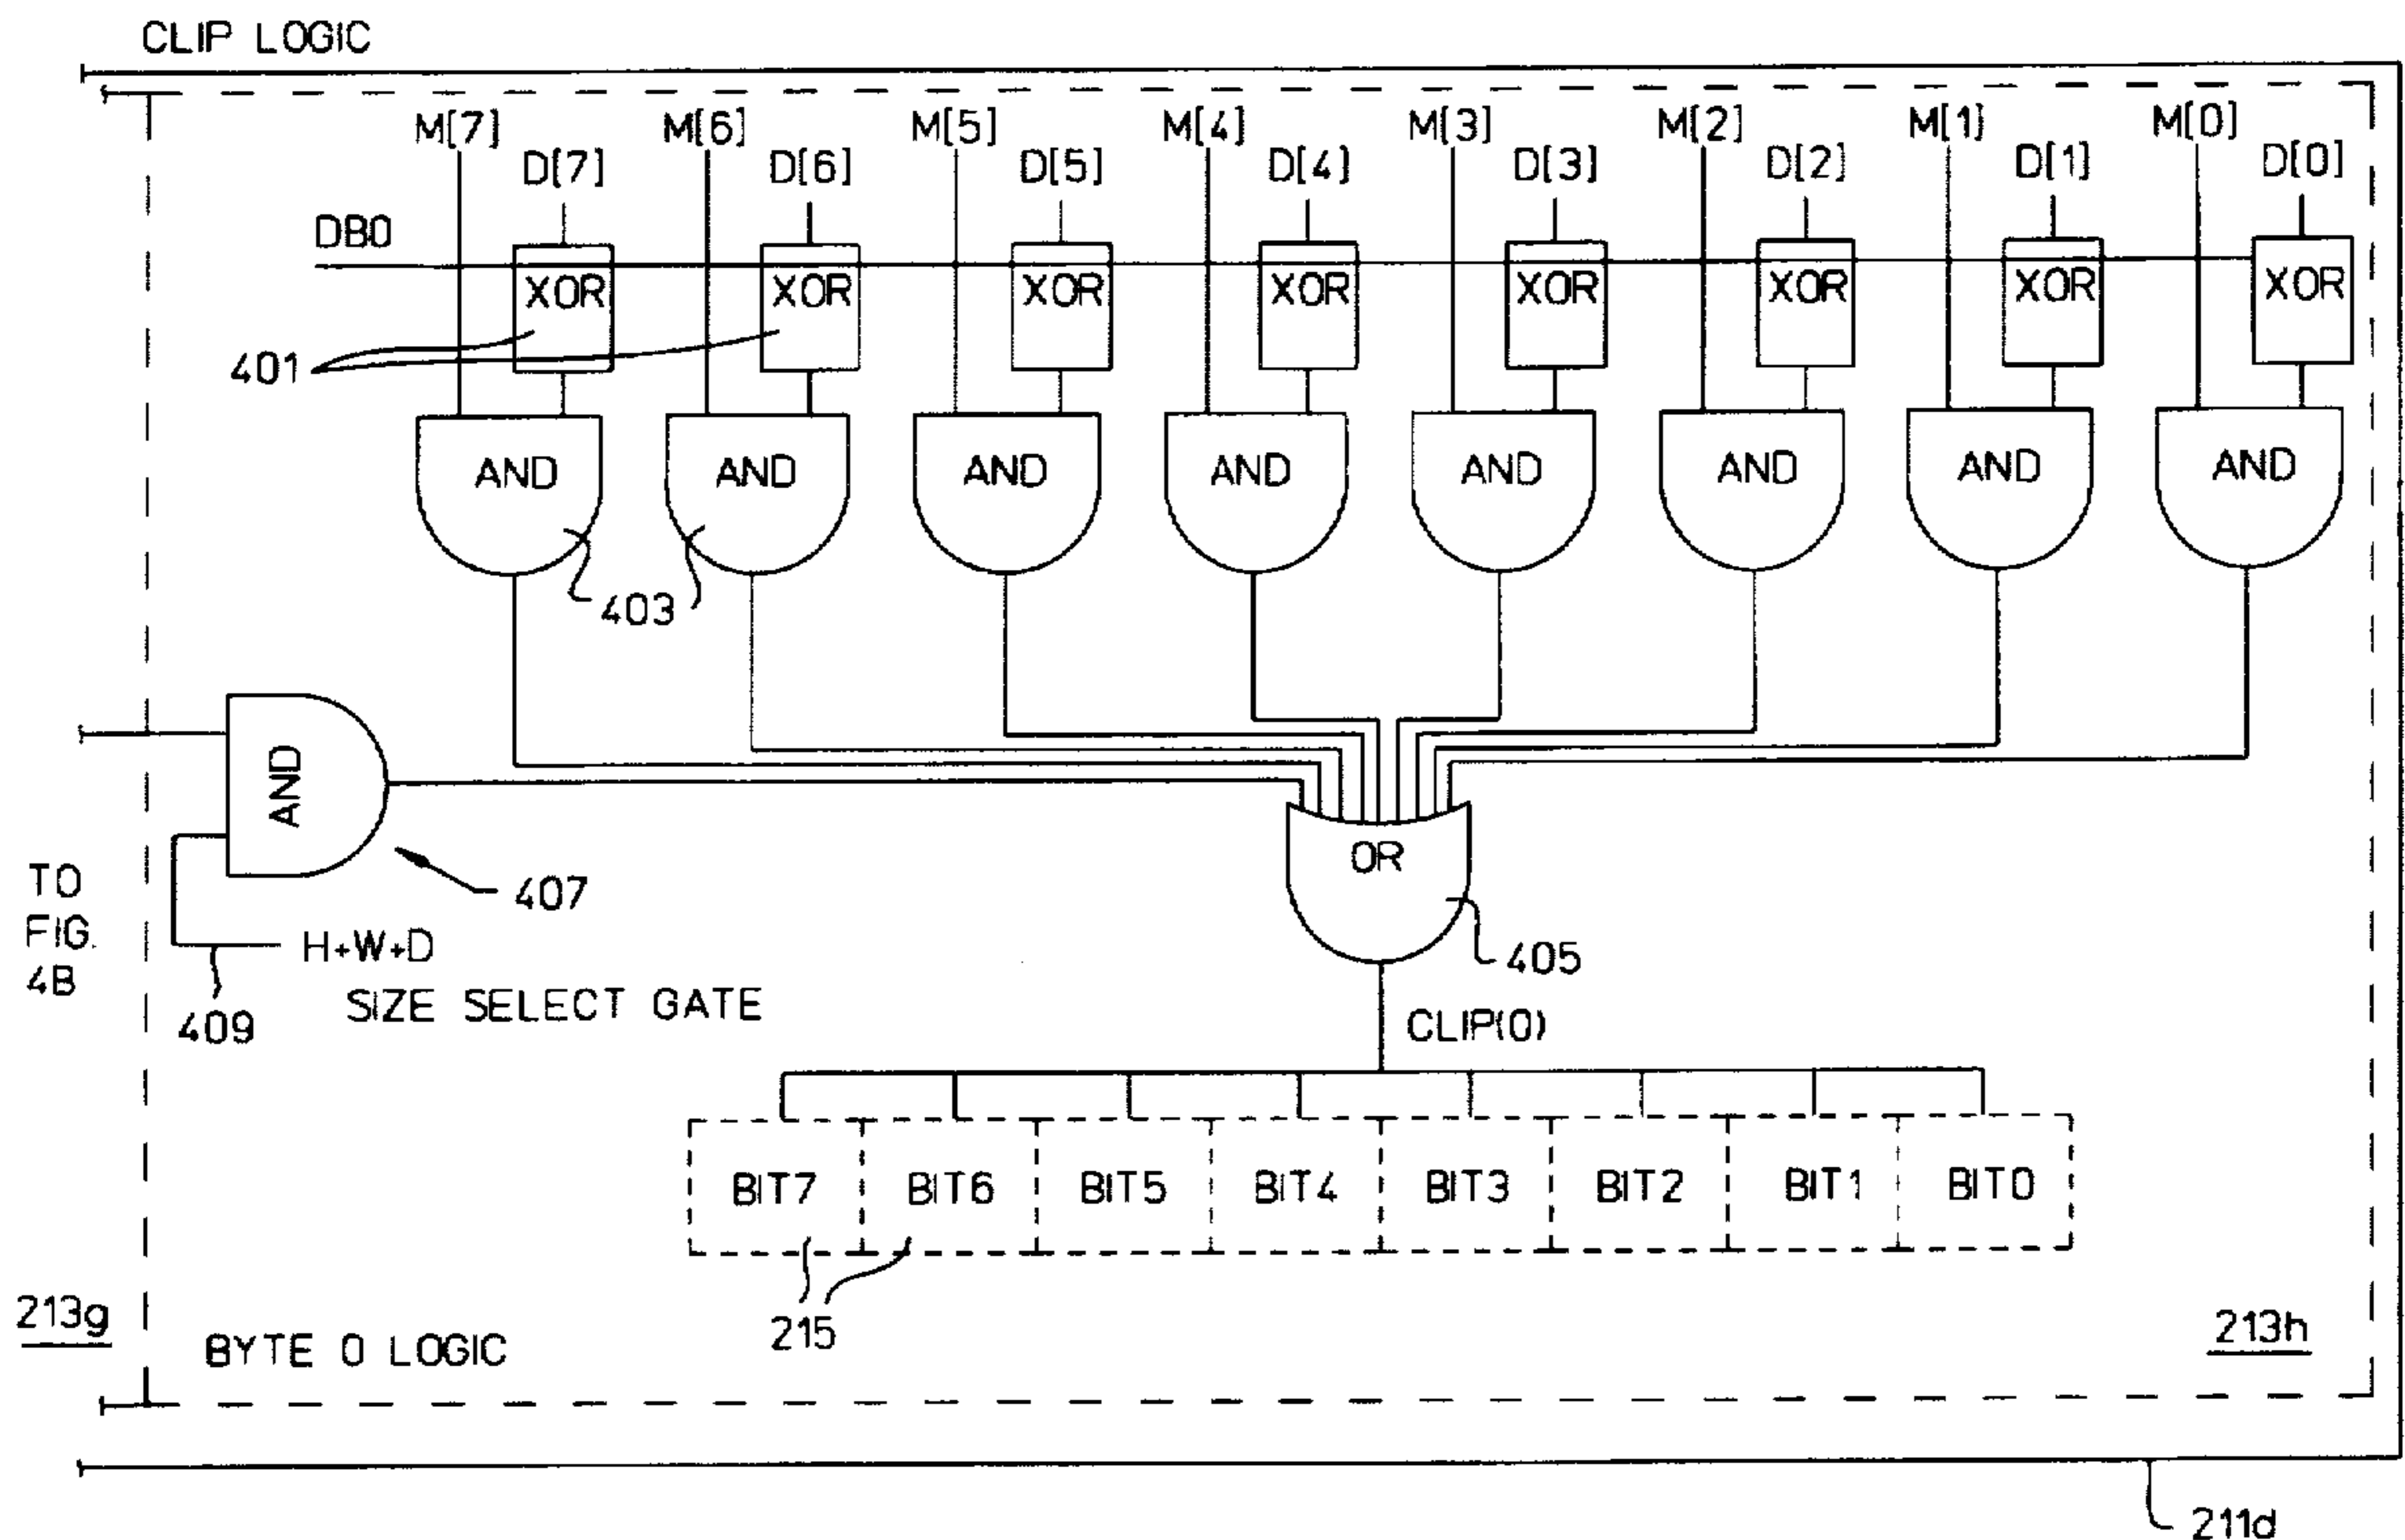 CLIP LOGIC
M[7] M[6] M[5] M[4] M[3] M[2] M[1] M[0]
D[7] D[6] D[5] D[4] D[3] D[2] D[1] D[0]
DB0
XOR XOR XOR XOR XOR XOR XOR XOR
401
AND AND AND AND AND AND AND AND
403
AND
407
OR
405
TO
FIG.
4B
H+W+D
409
SIZE SELECT GATE
CLIP(0)
BIT7 BIT6 BIT5 BIT4 BIT3 BIT2 BIT1 BIT0
215
213g
BYTE 0 LOGIC
213h
211d